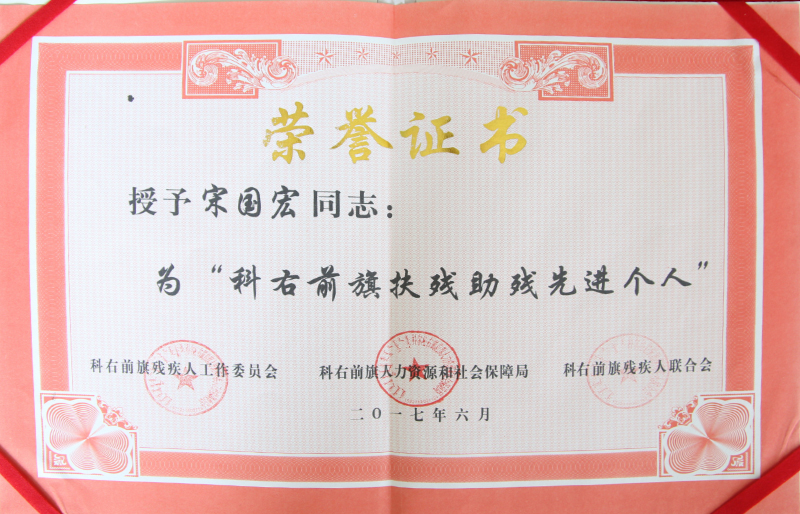 荣誉证书
授予宋国宏同志：
为“科右前旗扶残助残先进个人”
科右前旗残疾人工作委员会 科右前旗人力资源和社会保障局 科右前旗残疾人联合会
二〇一七年六月